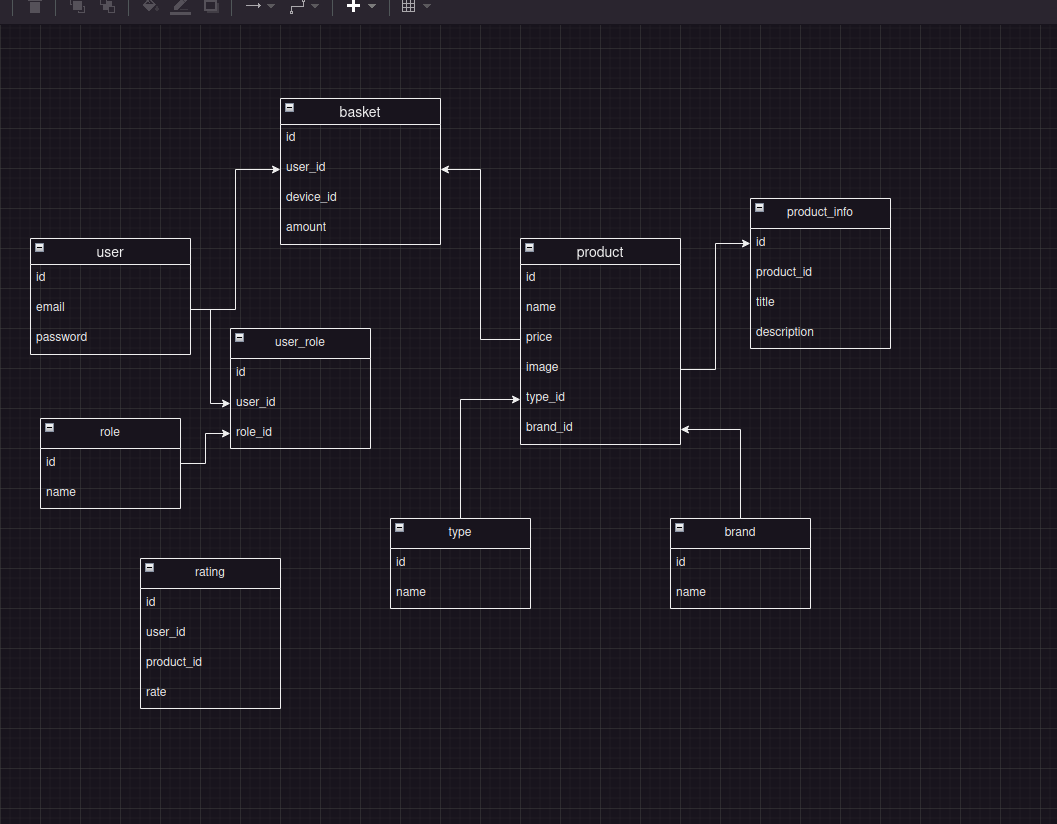 basket
id
user_id
device_id
amount
user
id
email
password
user_role
id
user_id
role_id
role
id
name
product
id
name
price
image
type_id
brand_id
product_info
id
product_id
title
description
type
id
name
brand
id
name
rating
id
user_id
product_id
rate